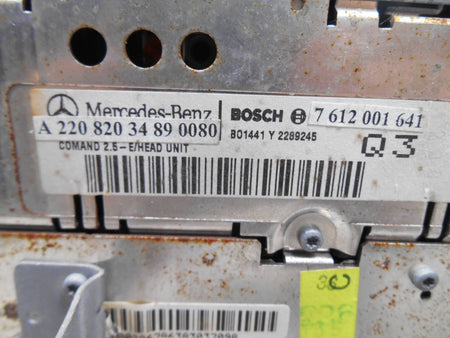 Mercedes-Benz BOSCH 7 612 001 641
A 220 820 34 89 0080 B01441 Y 2289245
COMAND 2.5-E/HEAD UNIT Q3
30